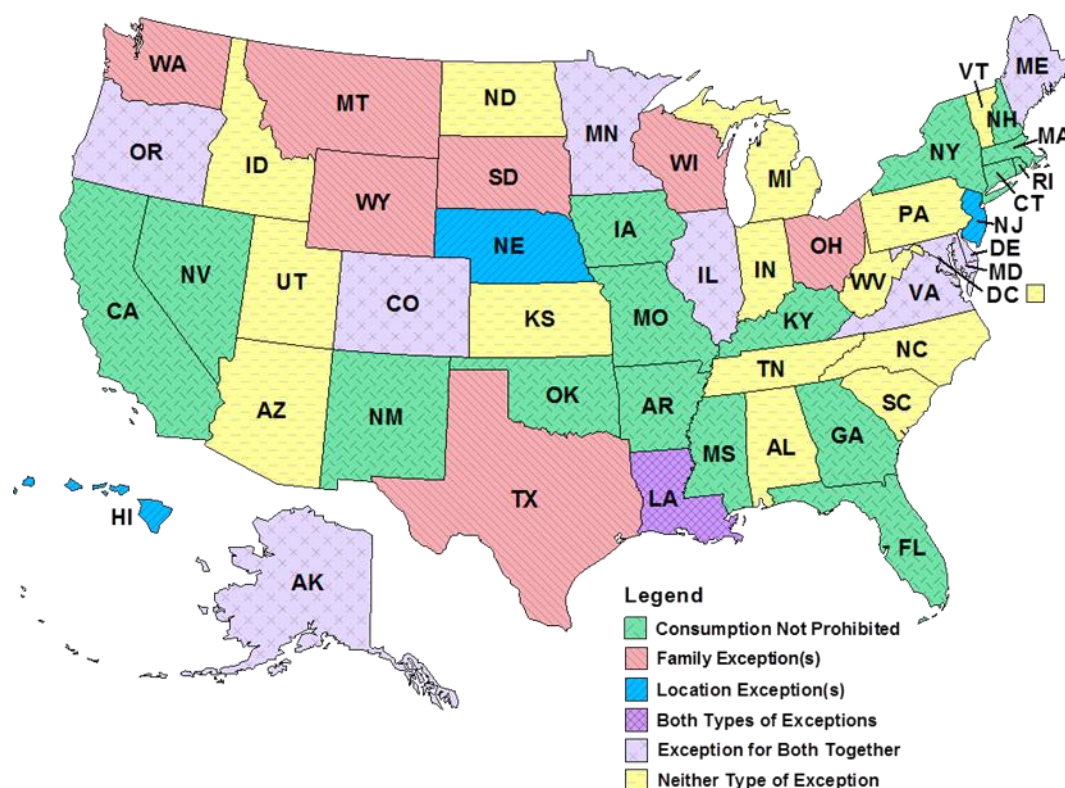 WA
MT
ND
MN
ME
VT
NH
MA
OR
ID
SD
WI
NY
RI
MI
CT
WY
IA
PA
NJ
NE
OH
DE
NV
UT
IL
IN
MD
WV
VA
DC
CA
CO
KS
MO
KY
NC
TN
SC
AZ
NM
OK
AR
GA
MS
AL
TX
LA
HI
FL
AK
Legend
Consumption Not Prohibited
Family Exception(s)
Location Exception(s)
Both Types of Exceptions
Exception for Both Together
Neither Type of Exception